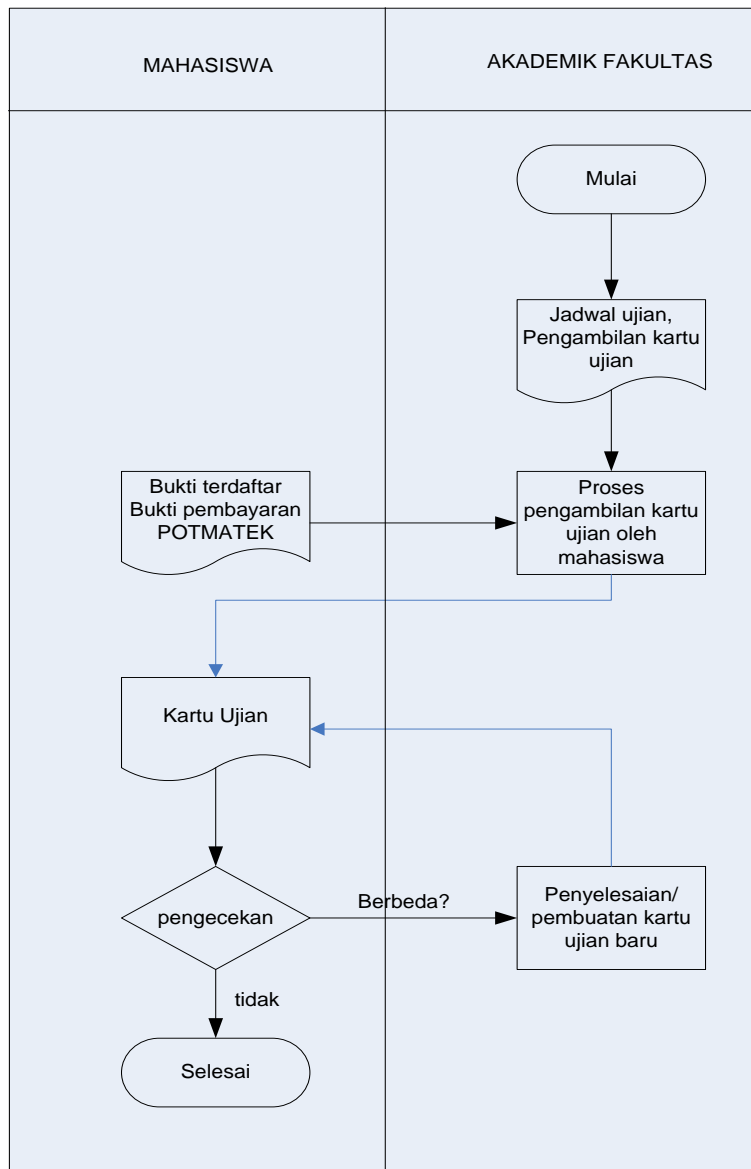 MAHASISWA
AKADEMIK FAKULTAS
Mulai
Jadwal ujian,
Pengambilan kartu
ujian
Bukti terdaftar
Bukti pembayaran
POTMATEK
Proses
pengambilan kartu
ujian oleh
mahasiswa
Kartu Ujian
pengecekan
Berbeda?
Penyelesaian/
pembuatan kartu
ujian baru
tidak
Selesai